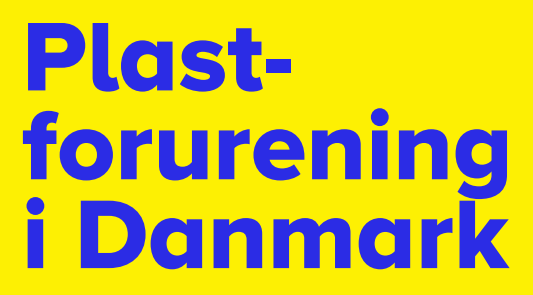 Plast-
forurening
i Danmark